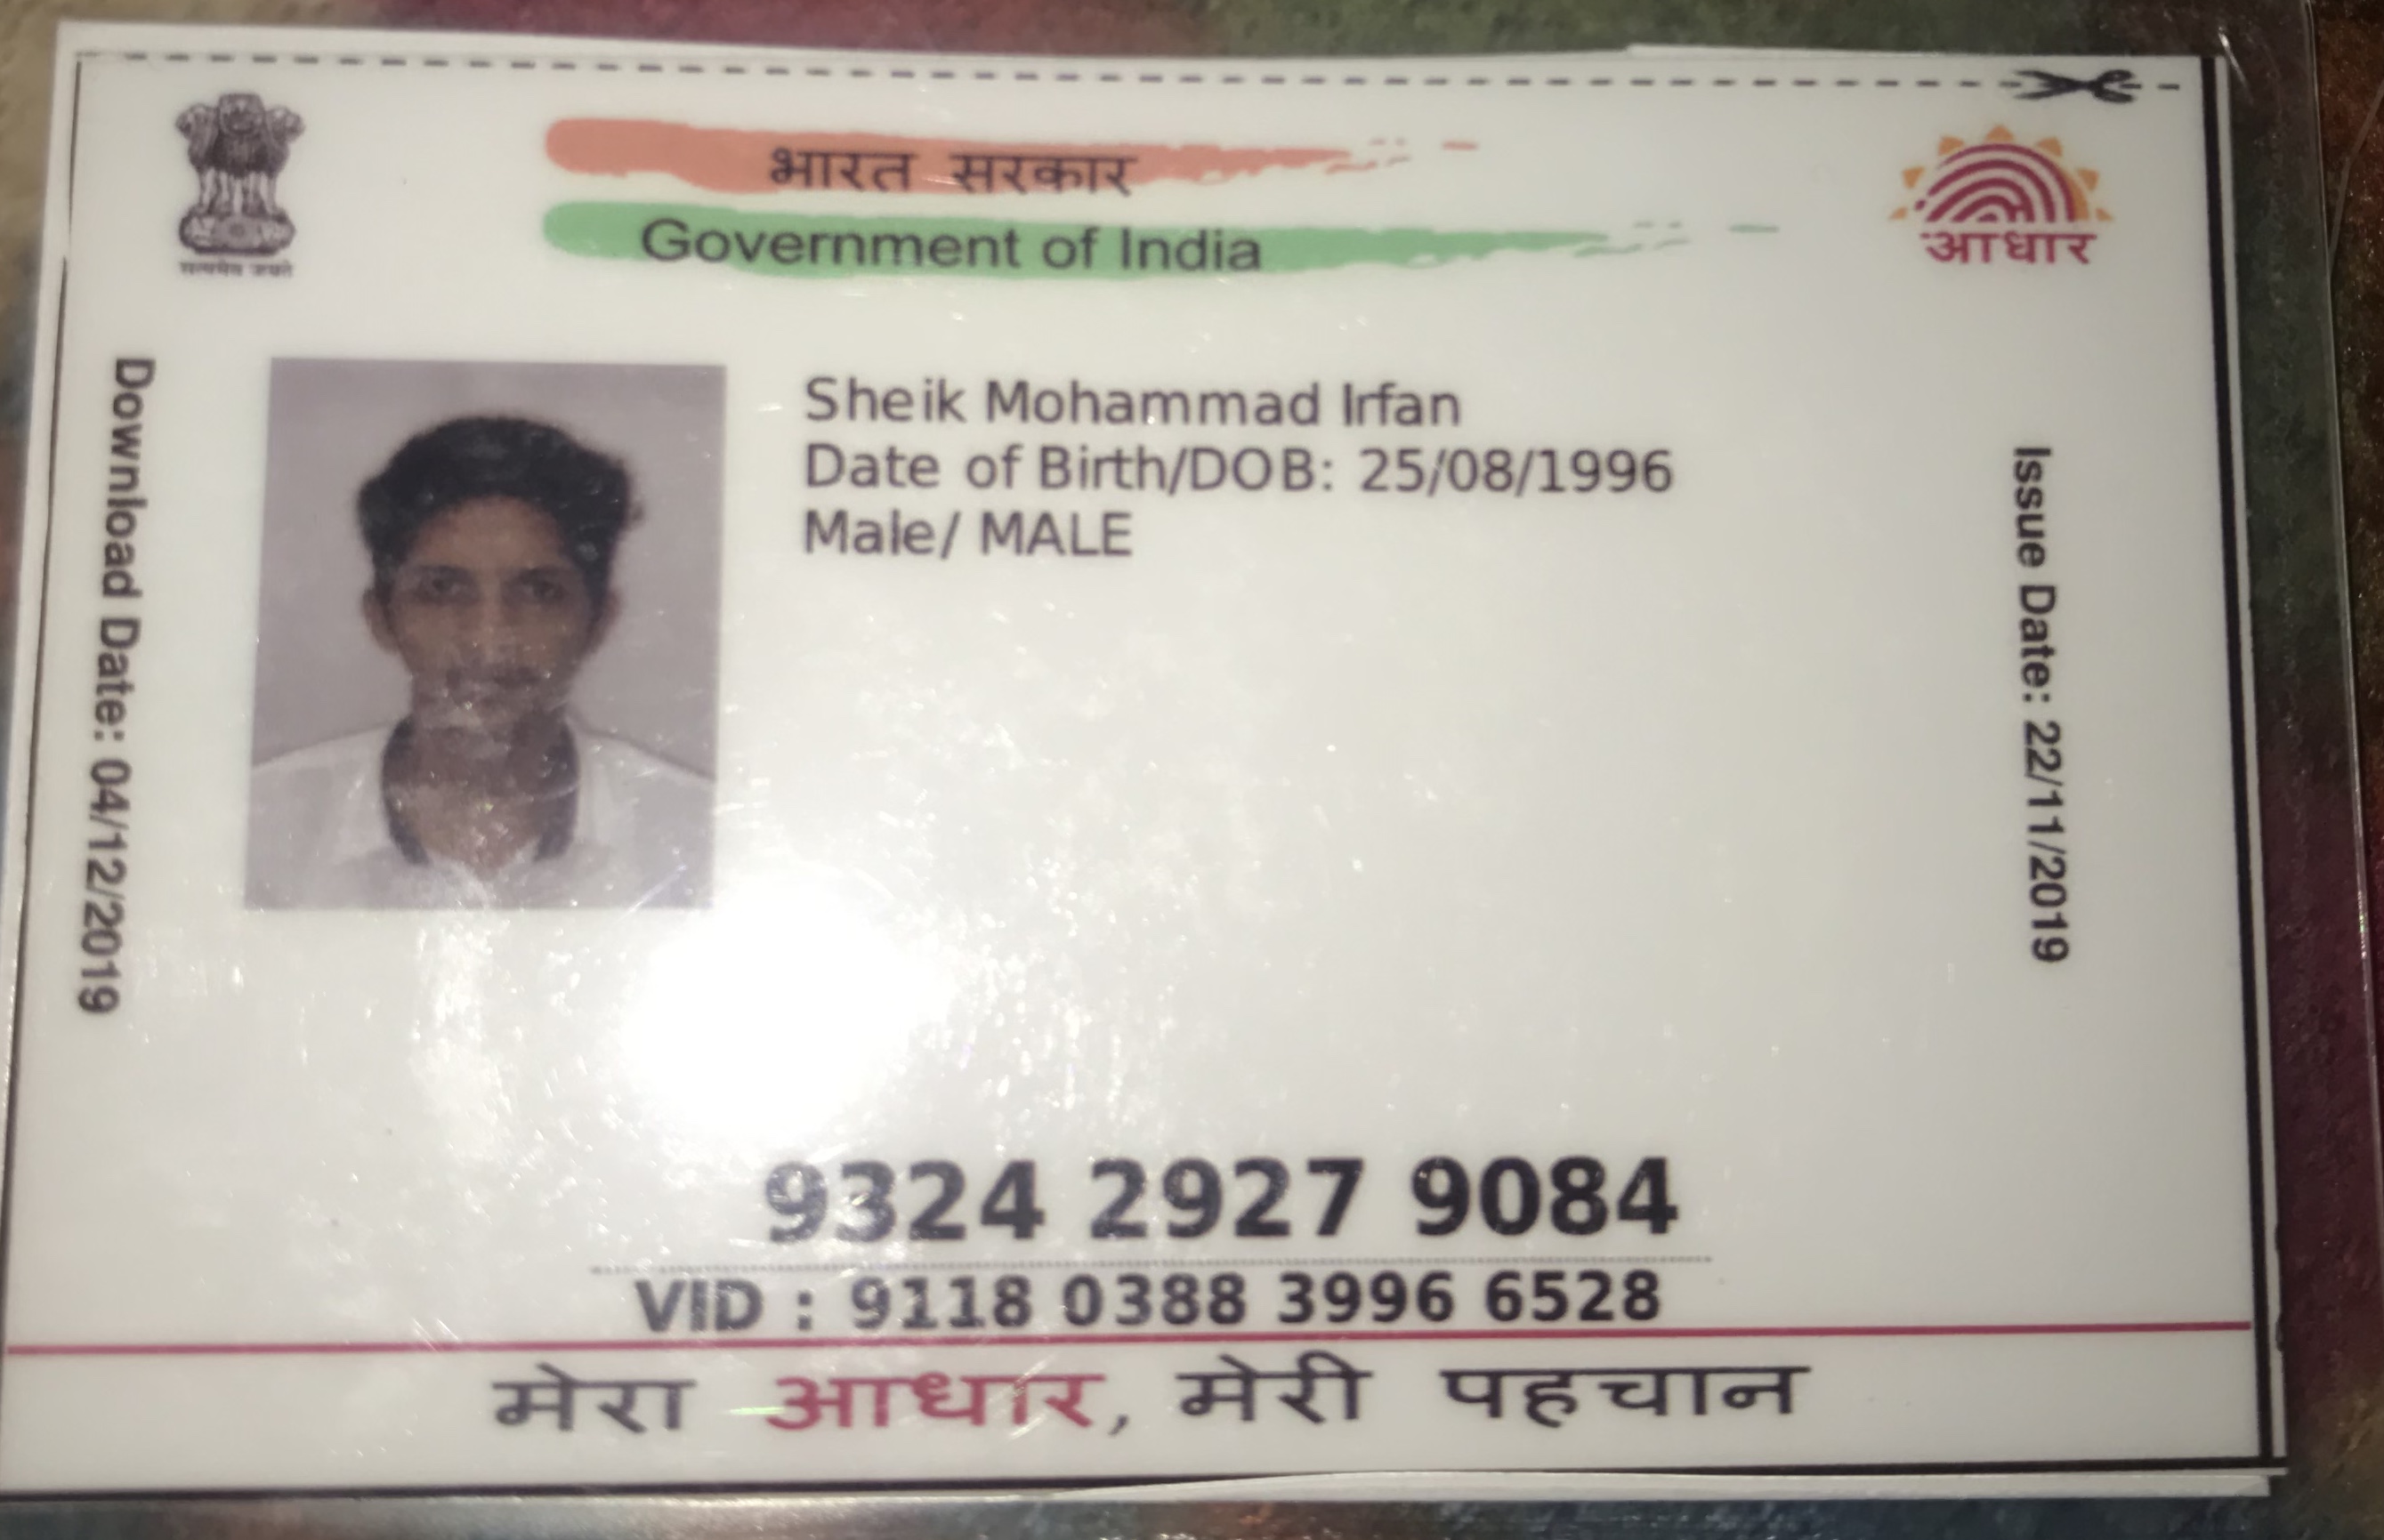 भारत सरकार
Government of India
सत्यमेव जयते
आधार
Download Date: 04/12/2019
Sheik Mohammad Irfan
Date of Birth/DOB: 25/08/1996
Male/ MALE
Issue Date: 22/11/2019
9324 2927 9084
VID : 9118 0388 3996 6528
मेरा आधार, मेरी पहचान